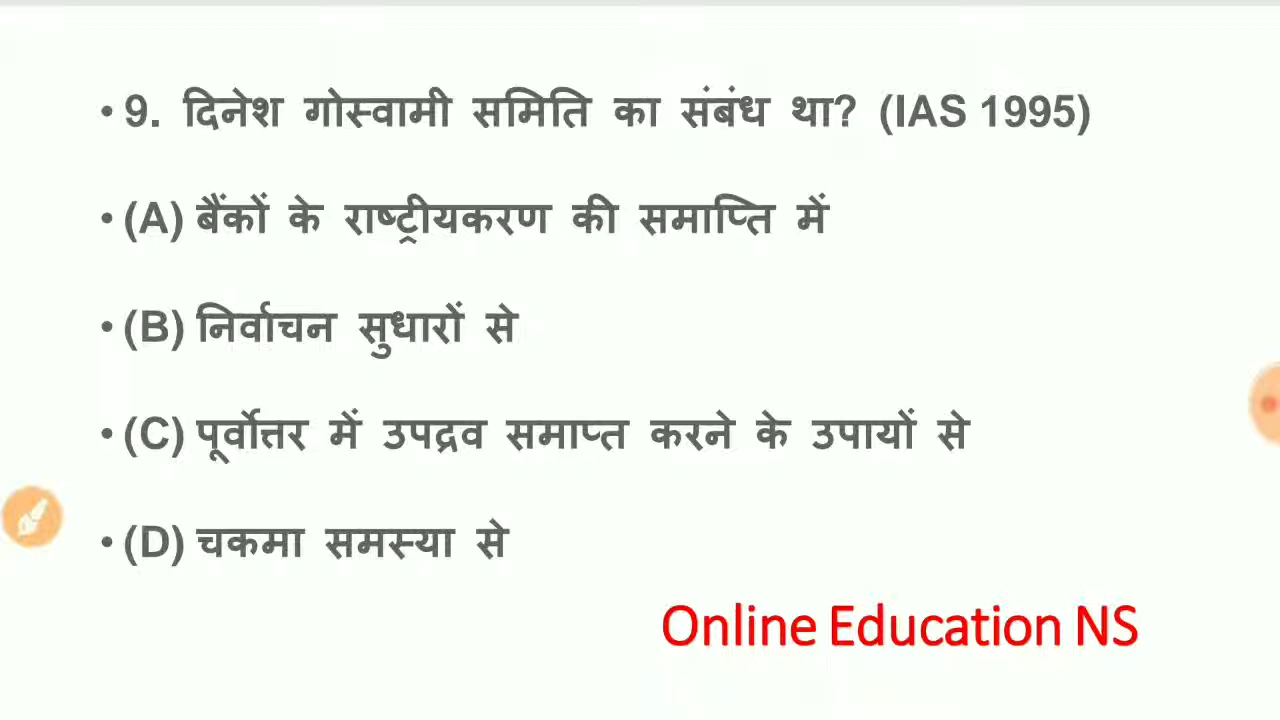 • 9. दिनेश गोस्वामी समिति का संबंध था? (IAS 1995)
• (A) बैंकों के राष्ट्रीयकरण की समाप्ति में
• (B) निर्वाचन सुधारों से
• (C) पूर्वोत्तर में उपद्रव समाप्त करने के उपायों से
• (D) चकमा समस्या से
Online Education NS